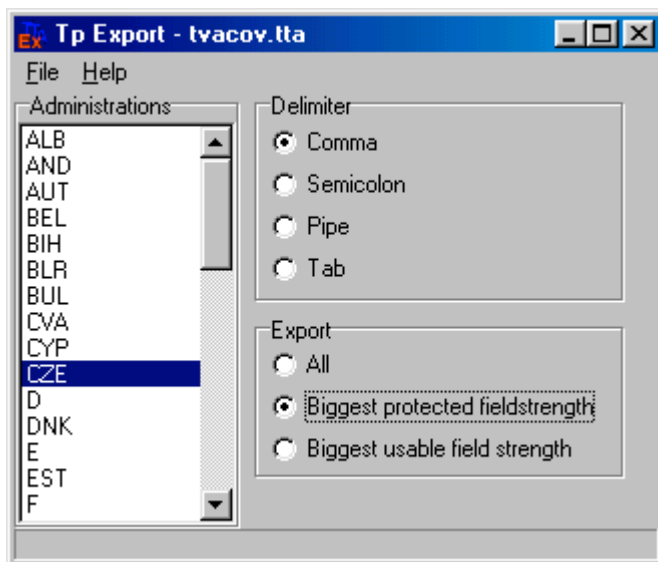 Tp Export - tvacov.tta
File Help
Administrations
ALB
AND
AUT
BEL
BIH
BLR
BUL
CVA
CYP
CZE
D
DNK
E
EST
F
Delimiter
Comma
Semicolon
Pipe
Tab
Export
All
Biggest protected fieldstrength
Biggest usable field strength